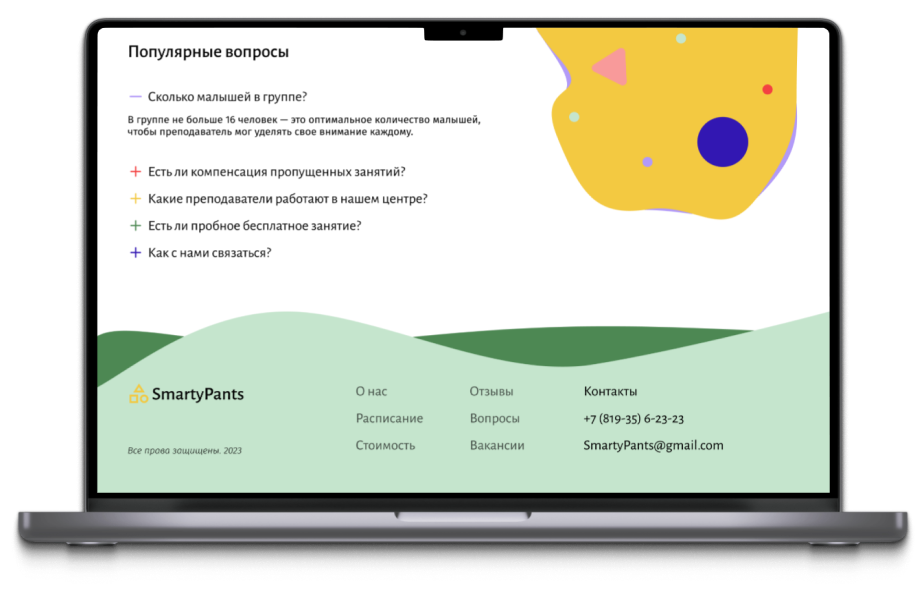 Популярные вопросы
Сколько малышей в группе?
В группе не больше 16 человек — это оптимальное количество малышей,
чтобы преподаватель мог уделять свое внимание каждому.
Есть ли компенсация пропущенных занятий?
Какие преподаватели работают в нашем центре?
Есть ли пробное бесплатное занятие?
Как с нами связаться?
SmartyPants
Все права защищены. 2023
О нас
Расписание
Стоимость
Отзывы
Вопросы
Вакансии
Контакты
+7 (819-35) 6-23-23
SmartyPants@gmail.com